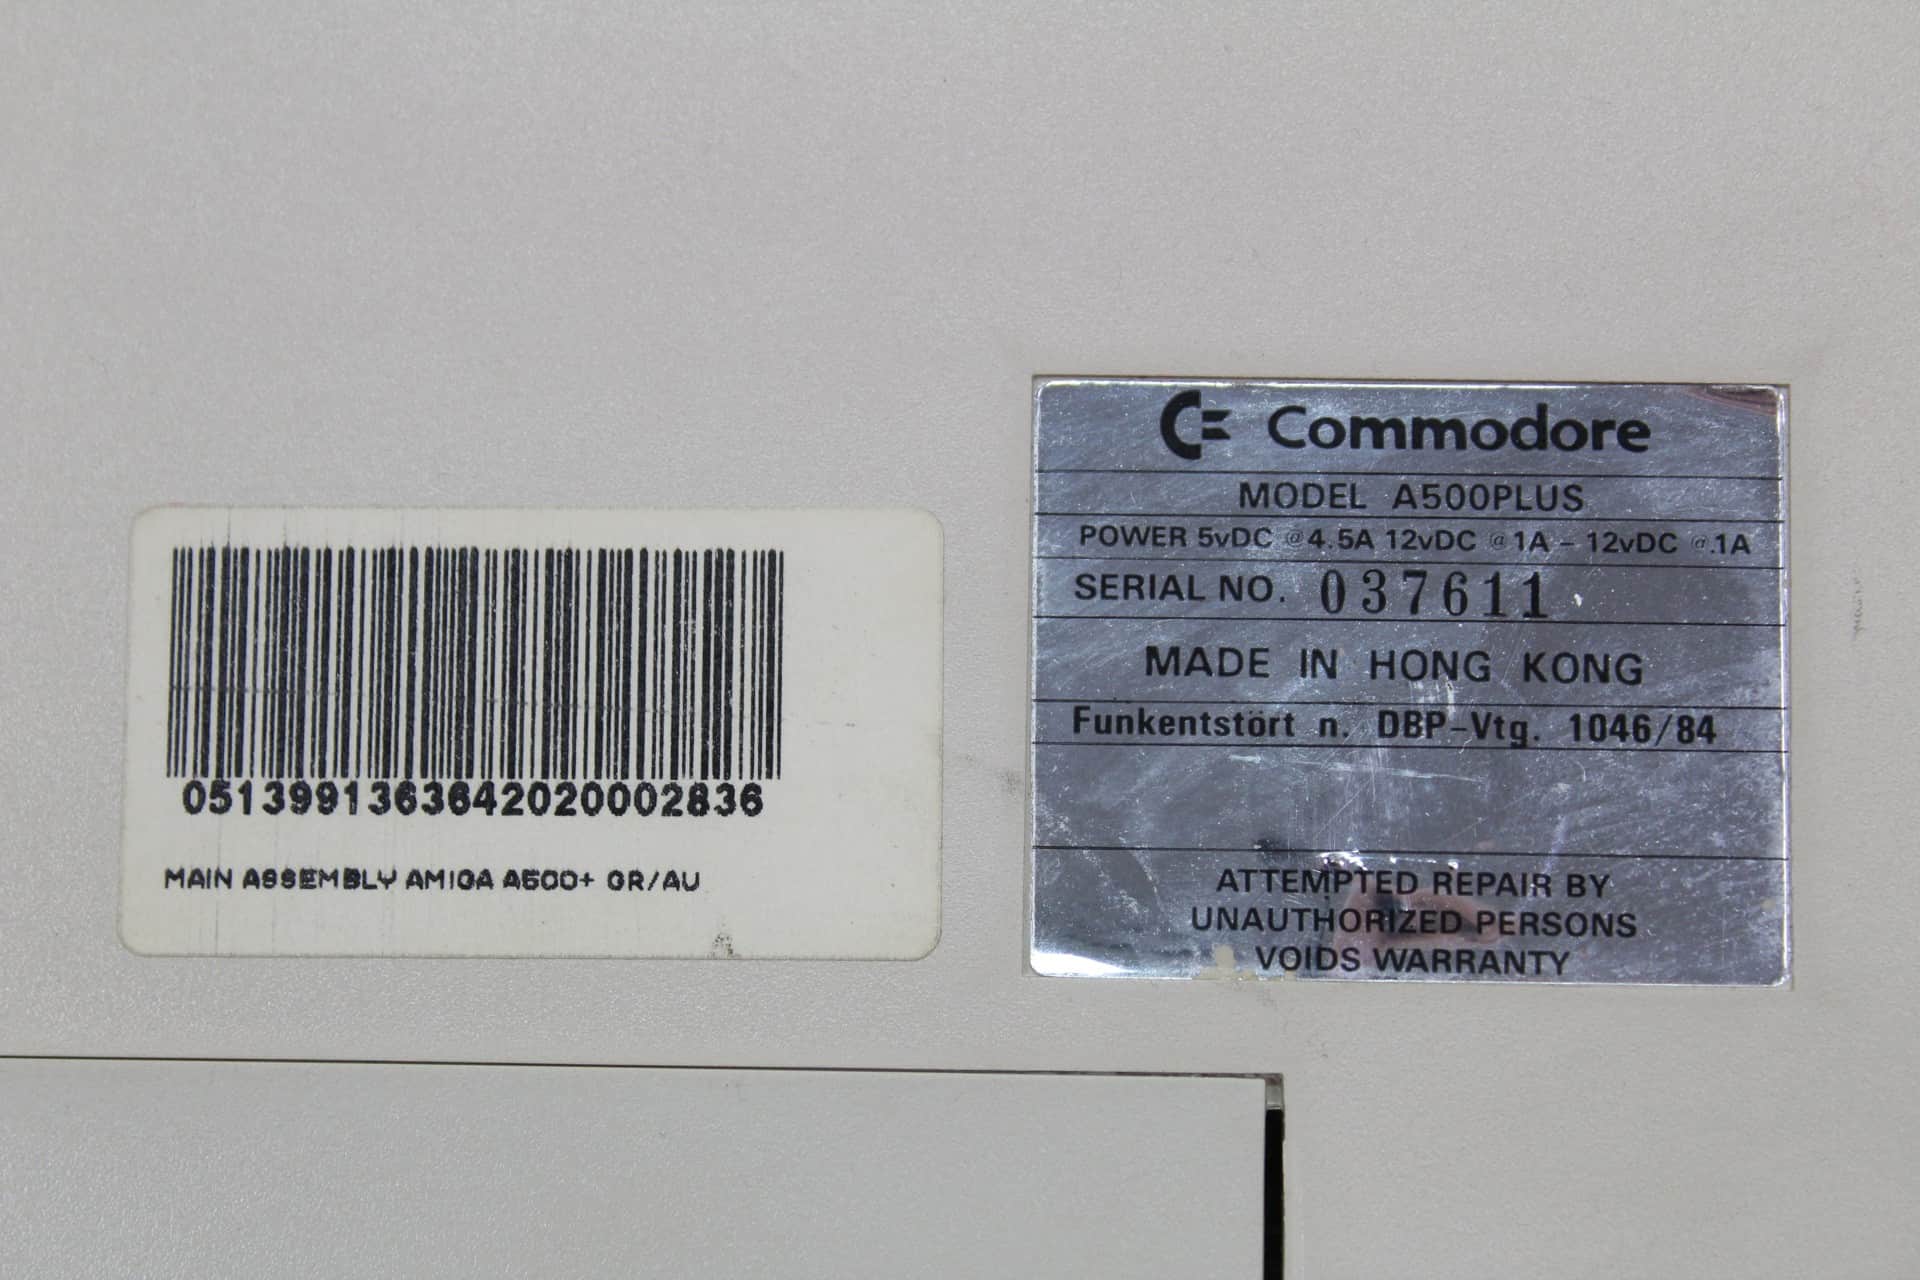 0513991363642020002836
MAIN ASSEMBLY AMIGA A500+ GR/AU
Commodore
MODEL A500PLUS
POWER 5vDC @ 4.5A 12vDC @ 1A – 12vDC @ .1A
SERIAL NO. 037611
MADE IN HONG KONG
Funkentstört n. DBP-Vtg. 1046/84
ATTEMPTED REPAIR BY
UNAUTHORIZED PERSONS
VOIDS WARRANTY